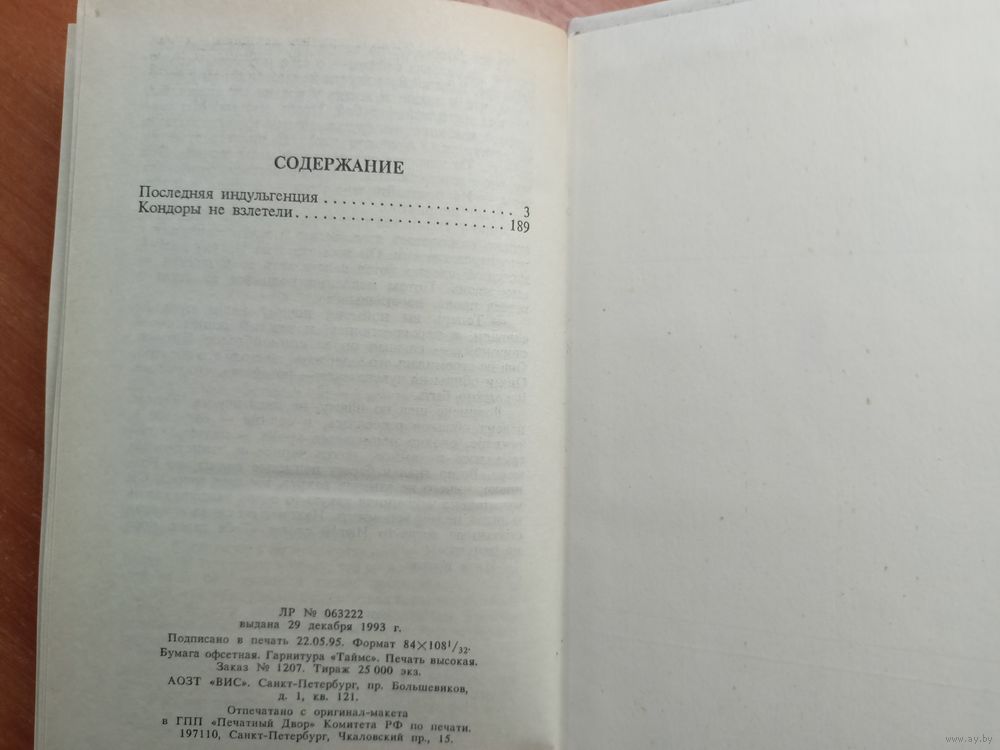 СОДЕРЖАНИЕ
Последняя индульгенция . . . . . . . . . . . . . . . . . . . . . 3
Кондоры не взлетели . . . . . . . . . . . . . . . . . . . . . . . 189
ЛР № 063222
выдана 29 декабря 1993 г.
Подписано в печать 22.05.95. Формат 84×108¹/₃₂.
Бумага офсетная. Гарнитура «Таймс». Печать высокая.
Заказ № 1207. Тираж 25 000 экз.
АОЗТ «ВИС». Санкт-Петербург, пр. Большевиков,
д. 1, кв. 121.
Отпечатано с оригинал-макета
в ГПП «Печатный Двор» Комитета РФ по печати.
197110, Санкт-Петербург, Чкаловский пр., 15.
www.ay.by